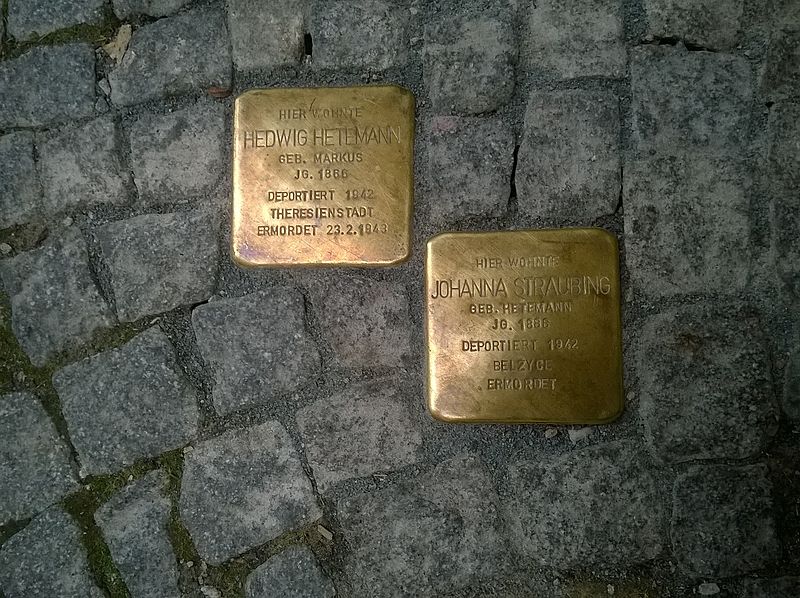 HIER WOHNTE
HEDWIG HETEMANN
GEB. MARKUS
JG. 1866
DEPORTIERT 1942
THERESIENSTADT
ERMORDET 23.2.1943
HIER WOHNTE
JOHANNA STRAUBING
GEB. HETEMANN
JG. 1886
DEPORTIERT 1942
BELZYCE
ERMORDET